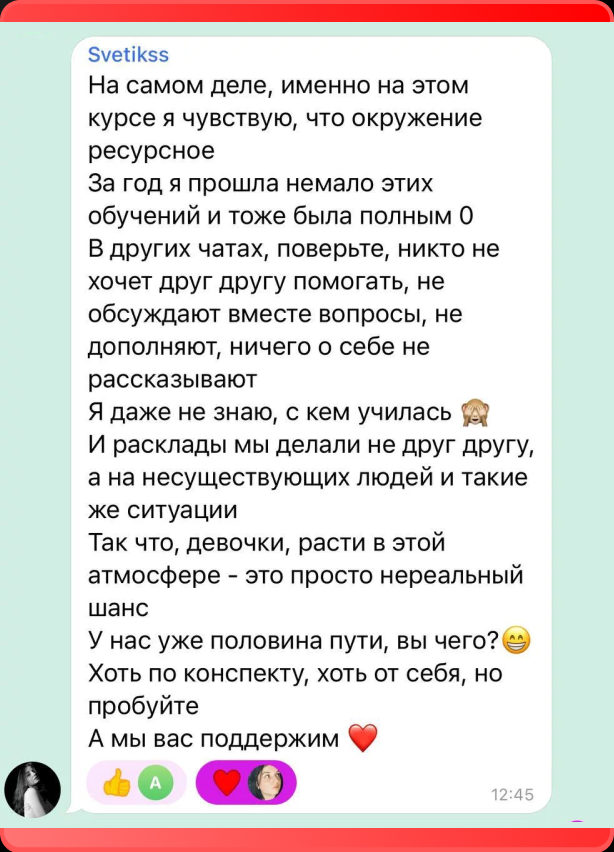 Svetikss
На самом деле, именно на этом
курсе я чувствую, что окружение
ресурсное
За год я прошла немало этих
обучений и тоже была полным 0
В других чатах, поверьте, никто не
хочет друг другу помогать, не
обсуждают вместе вопросы, не
дополняют, ничего о себе не
рассказывают
Я даже не знаю, с кем училась 🙈
И расклады мы делали не друг другу,
а на несуществующих людей и такие
же ситуации
Так что, девочки, расти в этой
атмосфере - это просто нереальный
шанс
У нас уже половина пути, вы чего?😁
Хоть по конспекту, хоть от себя, но
пробуйте
А мы вас поддержим ❤️
👍 A ❤️
12:45